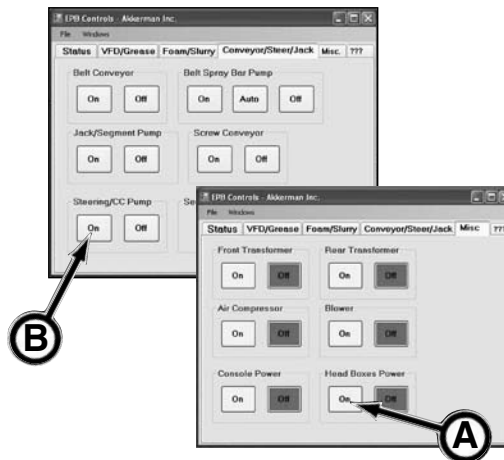 EPB Controls - Akkerman Inc.
File Windows
Status VFD/Grease Foam/Slurry Conveyor/Steer/Jack Misc. ???
Belt Conveyor Belt Spray Bar Pump
On Off On Auto Off
Jack/Segment Pump Screw Conveyor
On Off On Off
Steering/CC Pump Se
On Off
B
EPB Controls - Akkerman Inc.
File Windows
Status VFD/Grease Foam/Slurry Conveyor/Steer/Jack Misc ???
Front Transformer Rear Transformer
On Off On Off
Air Compressor Blower
On Off On Off
Console Power Head Boxes Power
On Off On Off
A